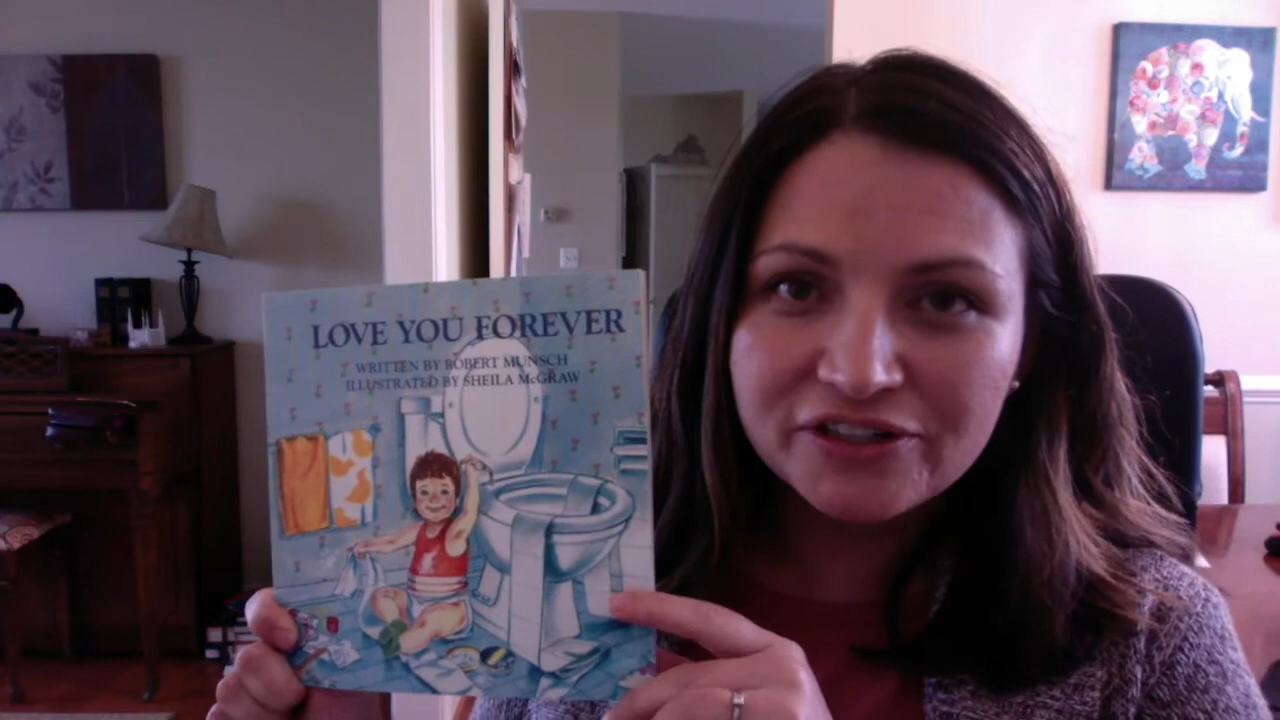 LOVE YOU FOREVER
WRITTEN BY ROBERT MUNSCH
ILLUSTRATED BY SHEILA McGRAW